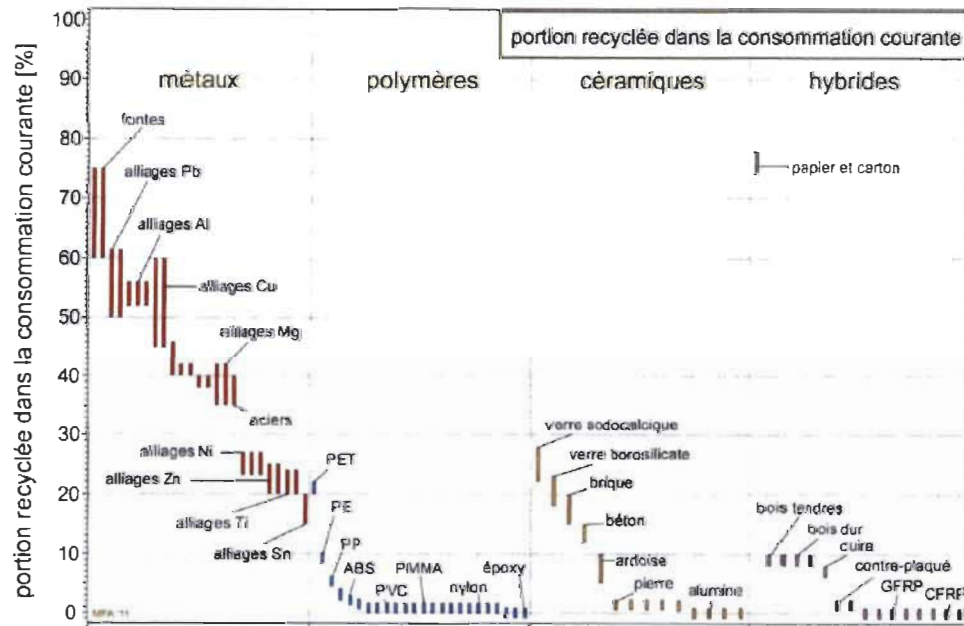 portion recyclée dans la consommation courante
portion recyclée dans la consommation courante [%]
métaux
polymères
céramiques
hybrides
100
90
80
70
60
50
40
30
20
10
0
fontes
alliages Pb
alliages Al
alliages Cu
alliages Mg
aciers
alliages Ni
alliages Zn
alliages Ti
alliages Sn
PET
PE
PP
ABS
PVC
PMMA
nylon
époxy
verre sodocalcique
verre borosilicate
brique
béton
ardoise
pierre
alumine
papier et carton
bois tendres
bois dur
cuira
contre-plaqué
GFRP
CFRP